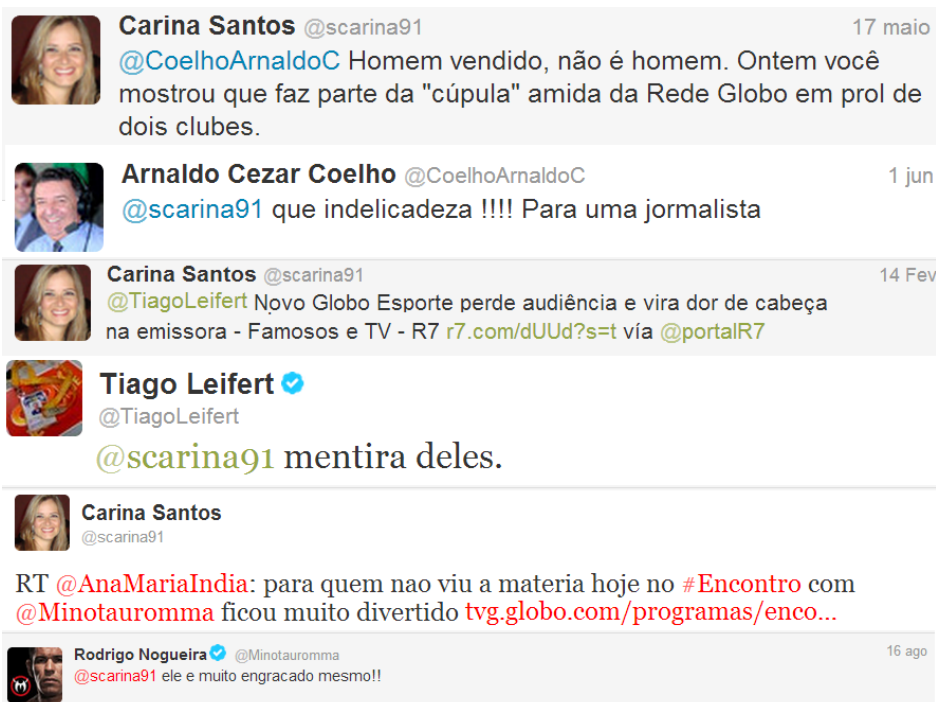 Carina Santos @scarina91 17 maio
@CoelhoArnaldoC Homem vendido, não é homem. Ontem você
mostrou que faz parte da "cúpula" amida da Rede Globo em prol de
dois clubes.
Arnaldo Cezar Coelho @CoelhoArnaldoC 1 jun
@scarina91 que indelicadeza !!!! Para uma jormalista
Carina Santos @scarina91 14 Fev
@TiagoLeifert Novo Globo Esporte perde audiência e vira dor de cabeça
na emissora - Famosos e TV - R7 r7.com/dUUd?s=t vía @portalR7
Tiago Leifert
@TiagoLeifert
@scarina91 mentira deles.
Carina Santos
@scarina91
RT @AnaMariaIndia: para quem nao viu a materia hoje no #Encontro com
@Minotauromma ficou muito divertido tvg.globo.com/programas/enco...
Rodrigo Nogueira @Minotauromma 16 ago
@scarina91 ele e muito engracado mesmo!!